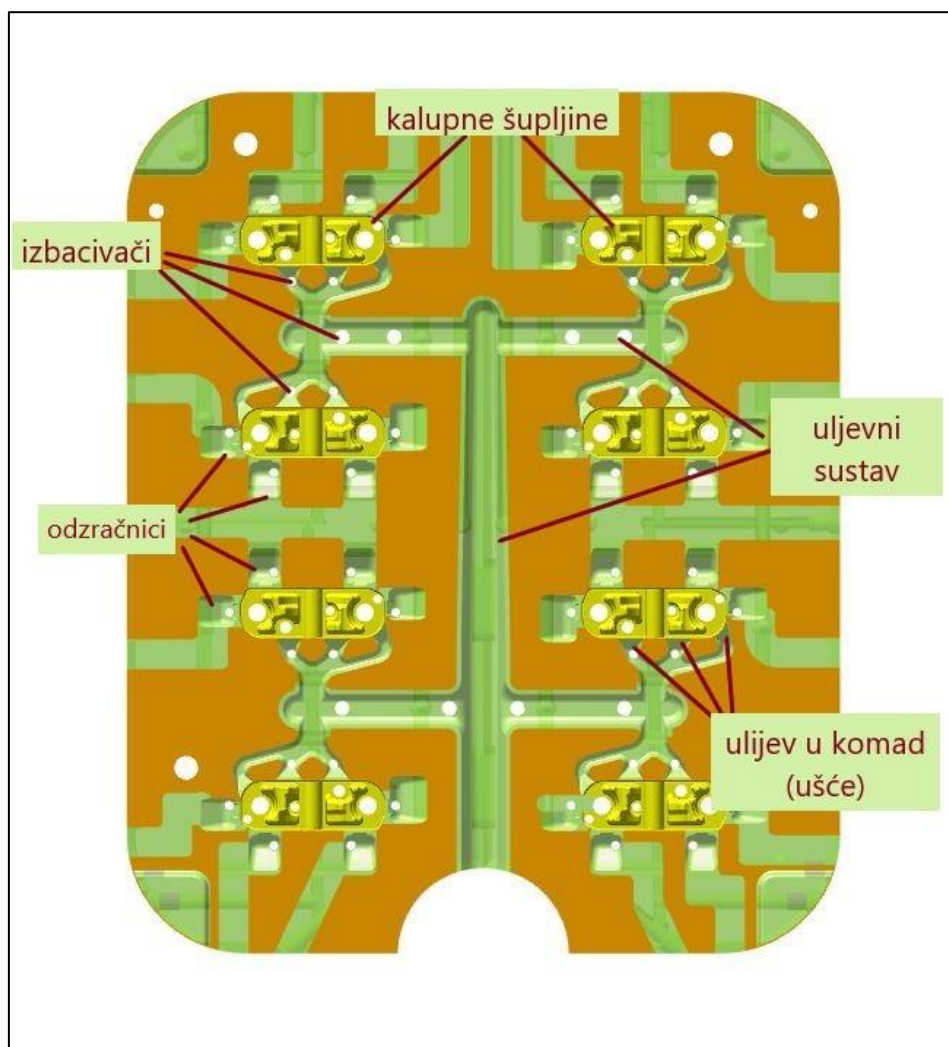 kalupne šupljine
izbacivači
uljevni
sustav
odzračnici
ulijev u komad
(ušće)